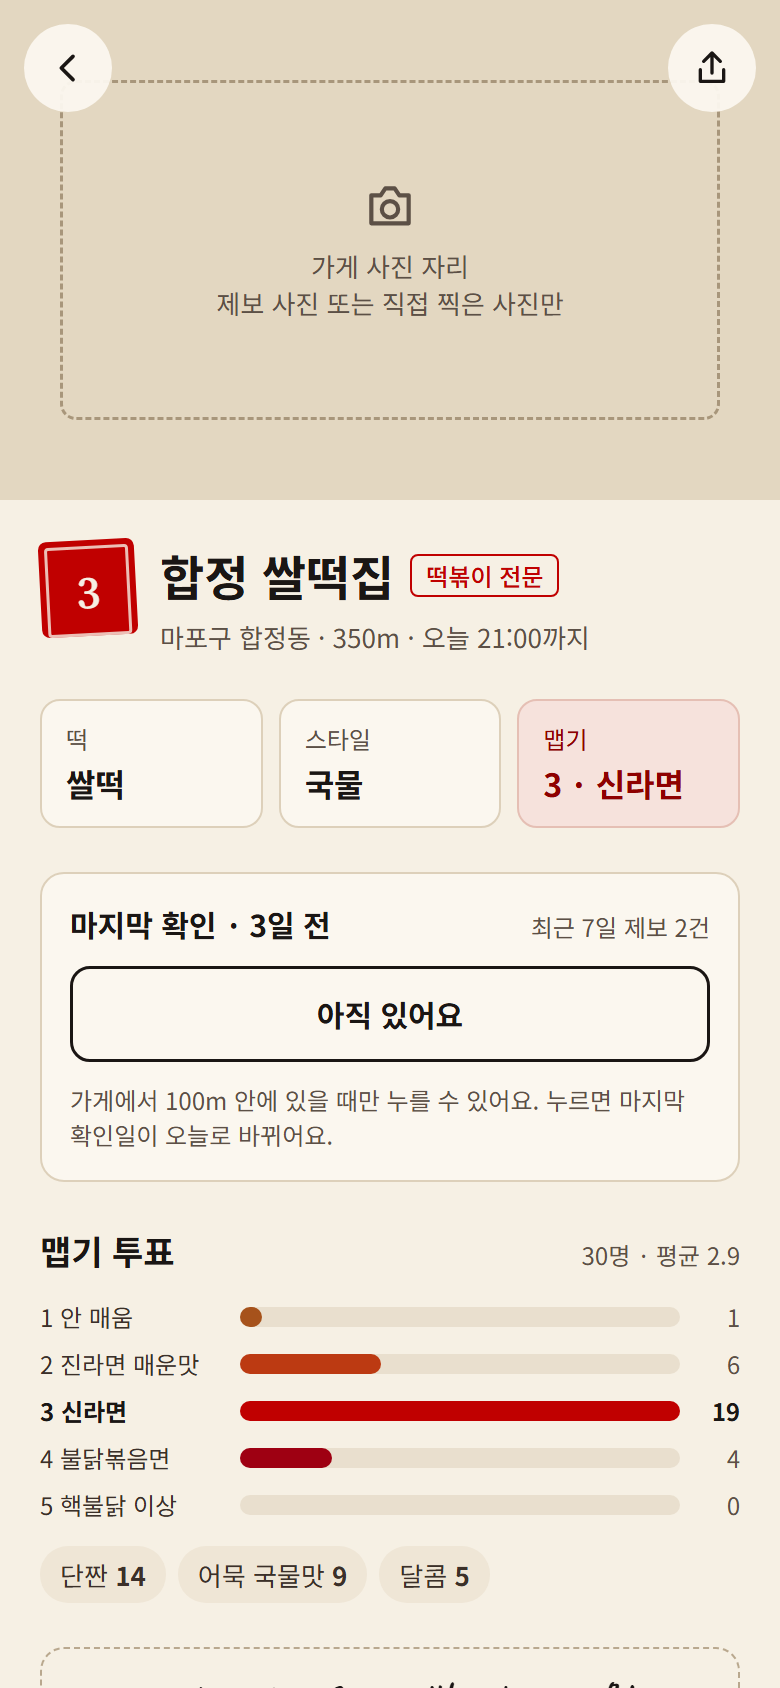 가게 사진 자리
제보 사진 또는 직접 찍은 사진만
3
합정 쌀떡집 떡볶이 전문
마포구 합정동 · 350m · 오늘 21:00까지
떡 스타일 맵기
쌀떡 국물 3 · 신라면
마지막 확인 · 3일 전 최근 7일 제보 2건
아직 있어요
가게에서 100m 안에 있을 때만 누를 수 있어요. 누르면 마지막
확인일이 오늘로 바뀌어요.
맵기 투표 30명 · 평균 2.9
1 안 매움 1
2 진라면 매운맛 6
3 신라면 19
4 불닭볶음면 4
5 핵불닭 이상 0
단짠 14 어묵 국물맛 9 달콤 5